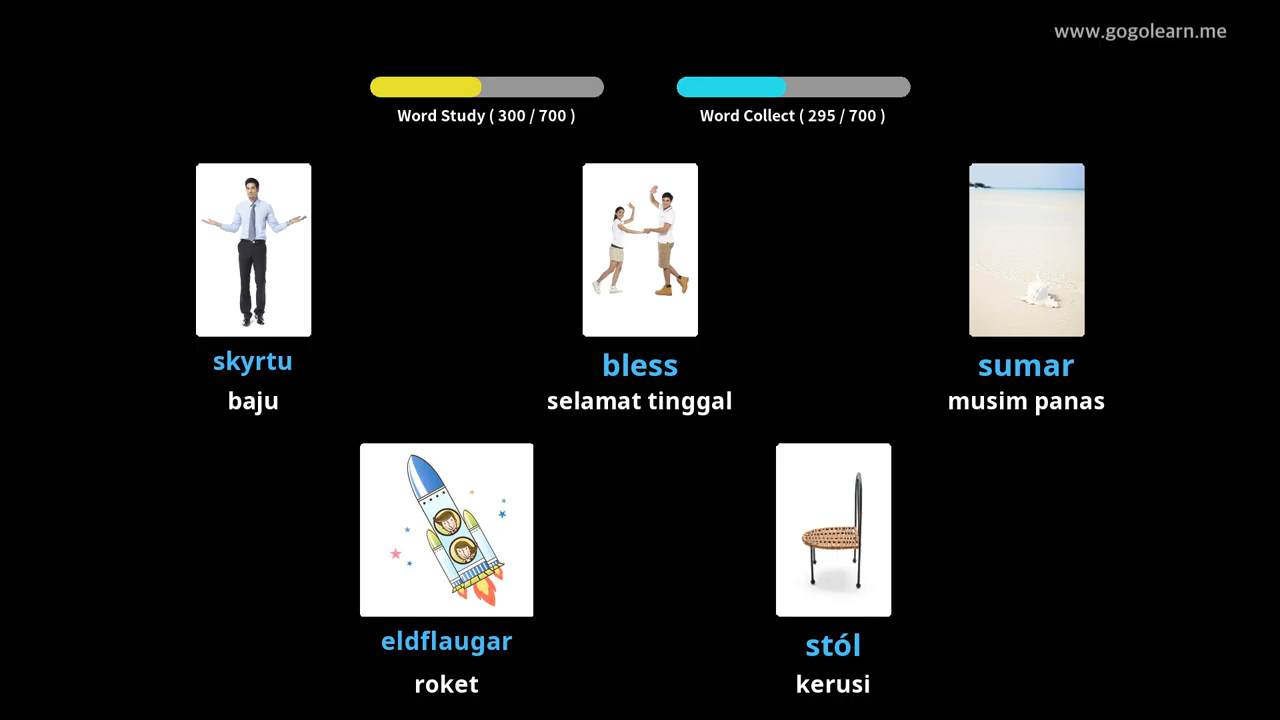 www.gogolearn.me
Word Study ( 300 / 700 )
Word Collect ( 295 / 700 )
skyrtu
baju
bless
selamat tinggal
sumar
musim panas
eldflaugar
roket
stól
kerusi